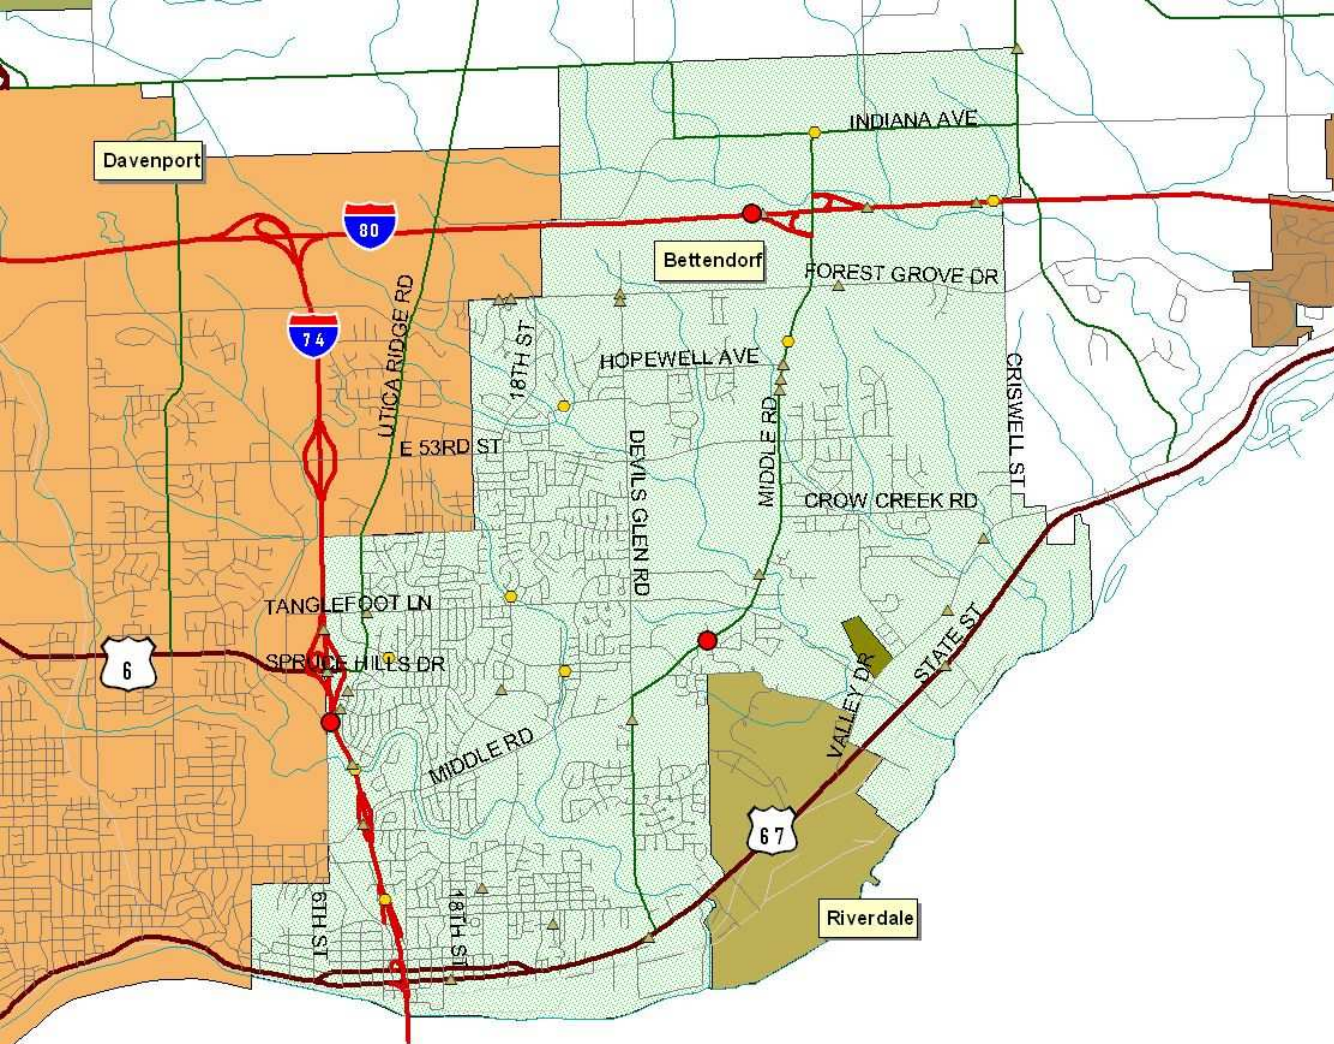 INDIANA AVE
Davenport
80
Bettendorf
FOREST GROVE DR
74
UTICA RIDGE RD
18TH ST
HOPEWELL AVE
CRISWELL ST
MIDDLE RD
E 53RD ST
DEVILS GLEN RD
CROW CREEK RD
TANGLEFOOT LN
6
SPRUCE HILLS DR
STATE ST
VALLEY DR
MIDDLE RD
67
6TH ST
18TH ST
Riverdale